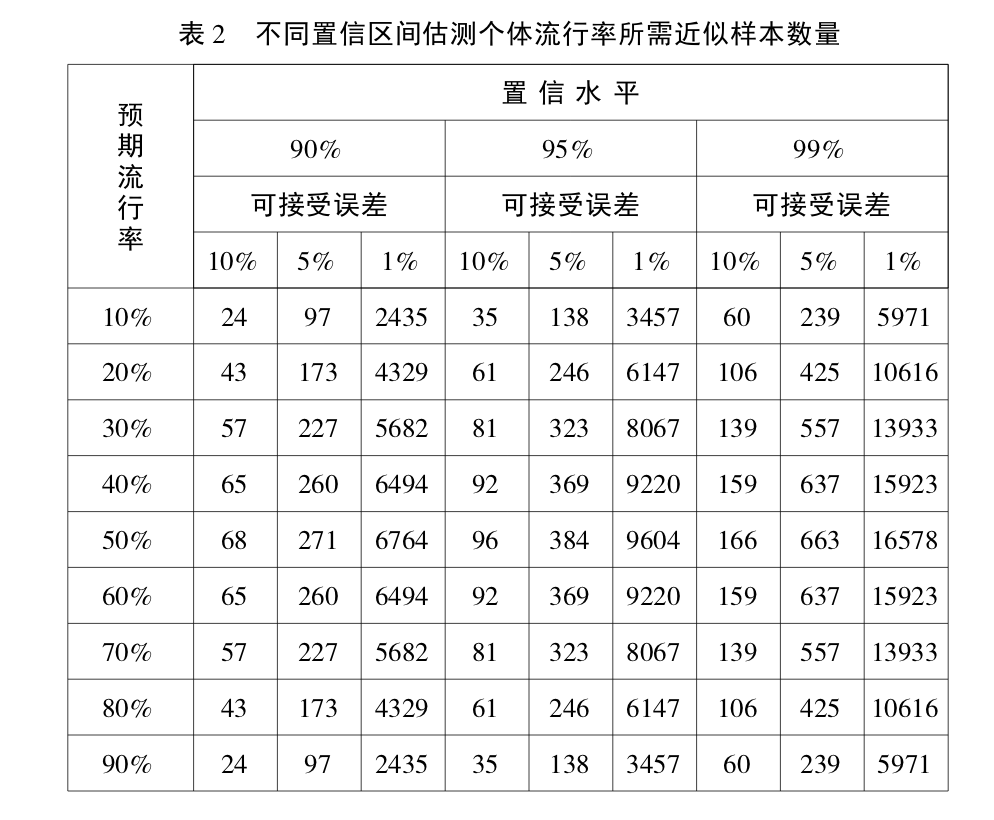 表 2 不同置信区间估测个体流行率所需近似样本数量
预期流行率
置信水平
90% 95% 99%
可接受误差 可接受误差 可接受误差
10% 5% 1% 10% 5% 1% 10% 5% 1%
10% 24 97 2435 35 138 3457 60 239 5971
20% 43 173 4329 61 246 6147 106 425 10616
30% 57 227 5682 81 323 8067 139 557 13933
40% 65 260 6494 92 369 9220 159 637 15923
50% 68 271 6764 96 384 9604 166 663 16578
60% 65 260 6494 92 369 9220 159 637 15923
70% 57 227 5682 81 323 8067 139 557 13933
80% 43 173 4329 61 246 6147 106 425 10616
90% 24 97 2435 35 138 3457 60 239 5971